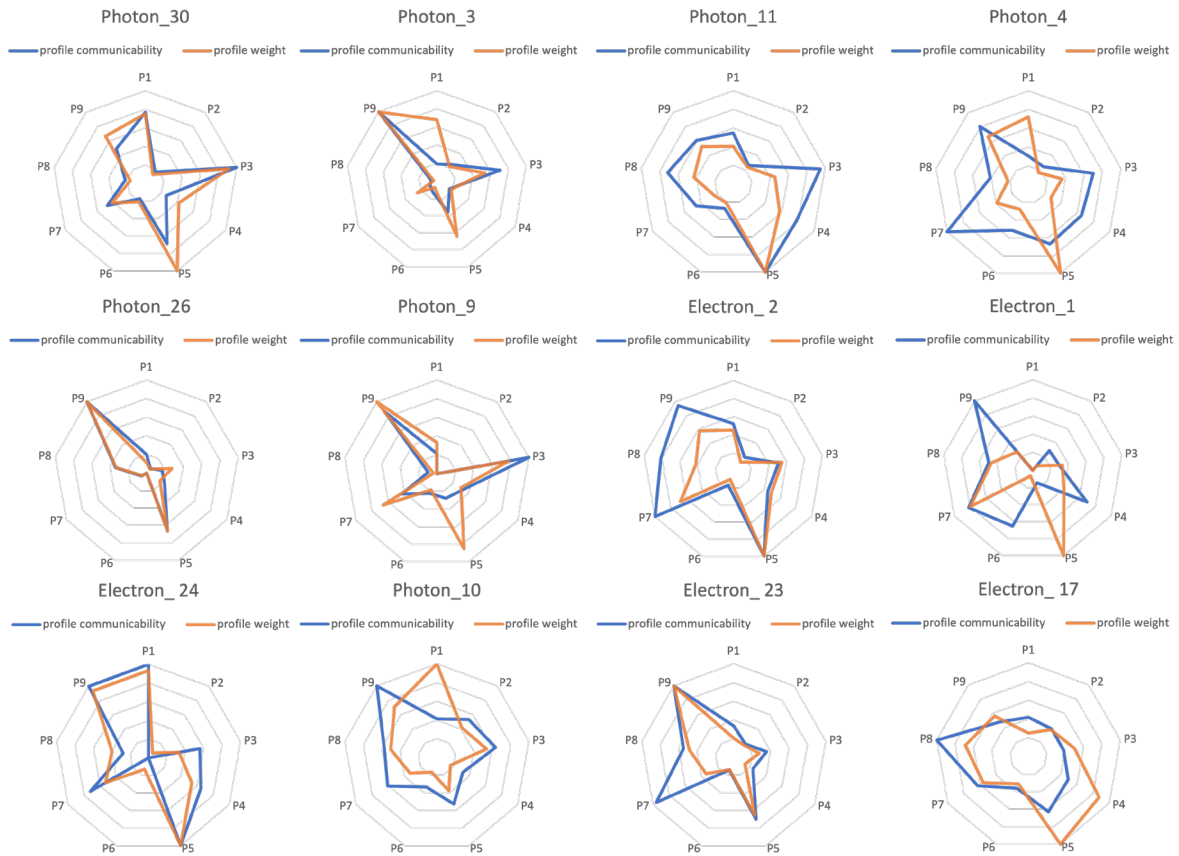 Photon_30 Photon_3 Photon_11 Photon_4
profile communicability profile weight profile communicability profile weight profile communicability profile weight profile communicability profile weight
P1 P1 P1 P1
P9 P2 P9 P2 P9 P2 P9 P2
P8 P3 P8 P3 P8 P3 P8 P3
P7 P4 P7 P4 P7 P4 P7 P4
P6 P5 P6 P5 P6 P5 P6 P5
Photon_26 Photon_9 Electron_ 2 Electron_1
profile communicability profile weight profile communicability profile weight profile communicability profile weight profile communicability profile weight
P1 P1 P1 P1
P9 P2 P9 P2 P9 P2 P9 P2
P8 P3 P8 P3 P8 P3 P8 P3
P7 P4 P7 P4 P7 P4 P7 P4
P6 P5 P6 P5 P6 P5 P6 P5
Electron_ 24 Photon_10 Electron_ 23 Electron_ 17
profile communicability profile weight profile communicability profile weight profile communicability profile weight profile communicability profile weight
P1 P1 P1 P1
P9 P2 P9 P2 P9 P2 P9 P2
P8 P3 P8 P3 P8 P3 P8 P3
P7 P4 P7 P4 P7 P4 P7 P4
P6 P5 P6 P5 P6 P5 P6 P5